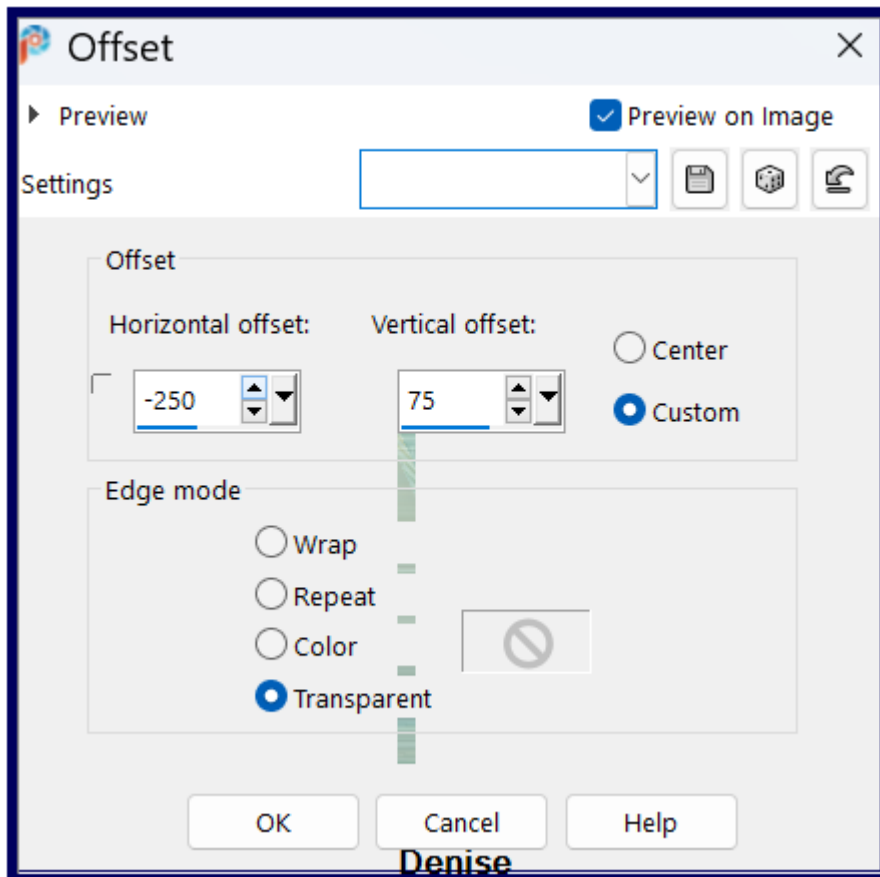 Offset
Preview
Preview on Image
Settings
Offset
Horizontal offset:
Vertical offset:
Center
-250
75
Custom
Edge mode
Wrap
Repeat
Color
Transparent
OK
Cancel
Help
Denise